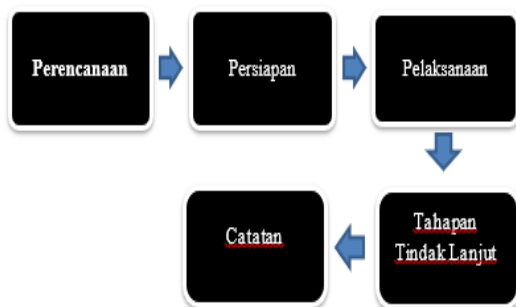 Perencanaan
Persiapan
Pelaksanaan
Tahapan
Tindak Lanjut
Catatan